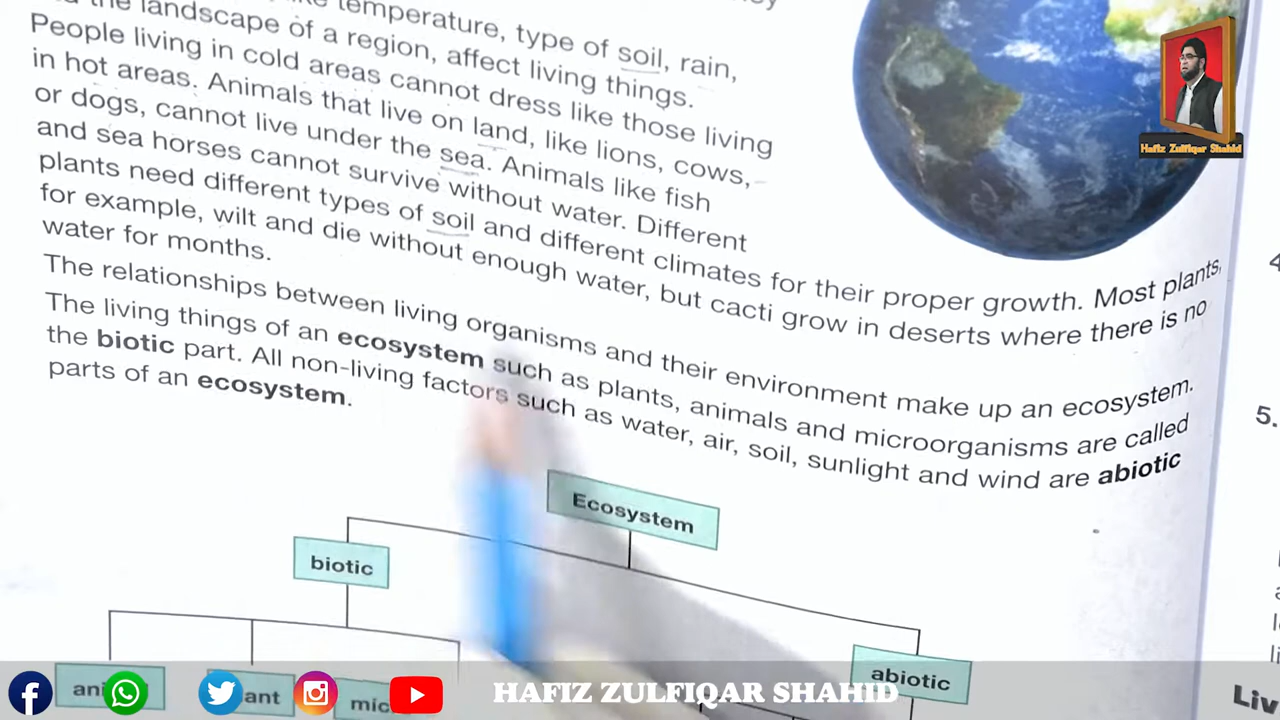 temperature, type of soil, rain,
the landscape of a region, affect living things.
People living in cold areas cannot dress like those living
in hot areas. Animals that live on land, like lions, cows,
or dogs, cannot live under the sea. Animals like fish
and sea horses cannot survive without water. Different
plants need different types of soil and different climates for their proper growth. Most plants,
for example, wilt and die without enough water, but cacti grow in deserts where there is no
water for months.
The relationships between living organisms and their environment make up an ecosystem.
The living things of an ecosystem such as plants, animals and microorganisms are called
the biotic part. All non-living factors such as water, air, soil, sunlight and wind are abiotic
parts of an ecosystem.
Hafiz Zulfiqar Shahid
5.
Ecosystem
biotic
abiotic
HAFIZ ZULFIQAR SHAHID